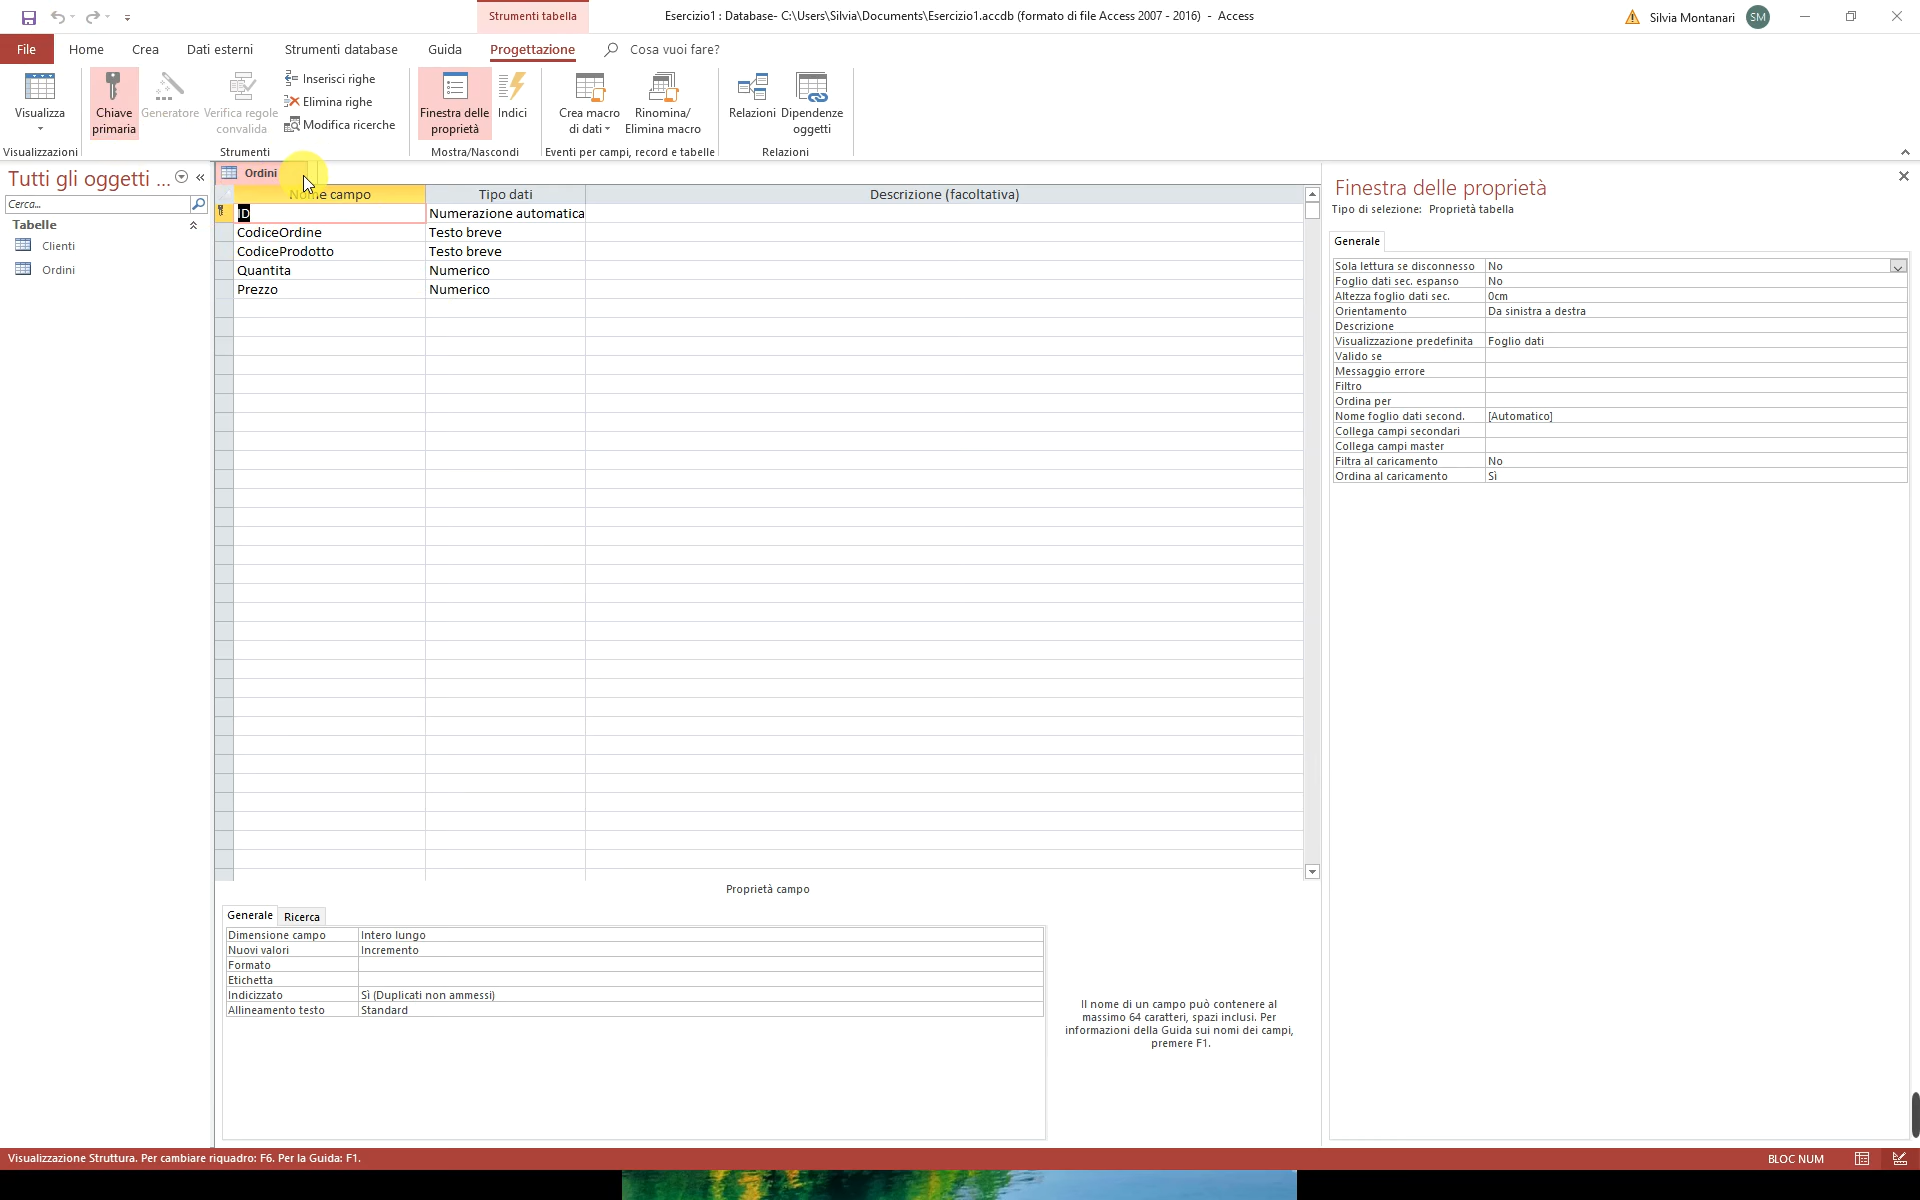 Strumenti tabella
Esercizio1 : Database- C:\Users\Silvia\Documents\Esercizio1.accdb (formato di file Access 2007 - 2016) - Access
Silvia Montanari
SM
File
Home
Crea
Dati esterni
Strumenti database
Guida
Progettazione
Cosa vuoi fare?
Visualizza
Chiave primaria
Generatore
Verifica regole convalida
Inserisci righe
Elimina righe
Modifica ricerche
Finestra delle proprietà
Indici
Crea macro di dati
Rinomina/ Elimina macro
Relazioni
Dipendenze oggetti
Visualizzazioni
Strumenti
Mostra/Nascondi
Eventi per campi, record e tabelle
Relazioni
Tutti gli oggetti ...
Cerca...
Tabelle
Clienti
Ordini
Ordini
Nome campo
Tipo dati
Descrizione (facoltativa)
ID Numerazione automatica
CodiceOrdine Testo breve
CodiceProdotto Testo breve
Quantita Numerico
Prezzo Numerico
Proprietà campo
Generale
Ricerca
Dimensione campo Intero lungo
Nuovi valori Incremento
Formato
Etichetta
Indicizzato Sì (Duplicati non ammessi)
Allineamento testo Standard
Il nome di un campo può contenere al
massimo 64 caratteri, spazi inclusi. Per
informazioni della Guida sui nomi dei campi,
premere F1.
Finestra delle proprietà
Tipo di selezione: Proprietà tabella
Generale
Sola lettura se disconnesso No
Foglio dati sec. espanso No
Altezza foglio dati sec. 0cm
Orientamento Da sinistra a destra
Descrizione
Visualizzazione predefinita Foglio dati
Valido se
Messaggio errore
Filtro
Ordina per
Nome foglio dati second. [Automatico]
Collega campi secondari
Collega campi master
Filtra al caricamento No
Ordina al caricamento Sì
Visualizzazione Struttura. Per cambiare riquadro: F6. Per la Guida: F1.
BLOC NUM